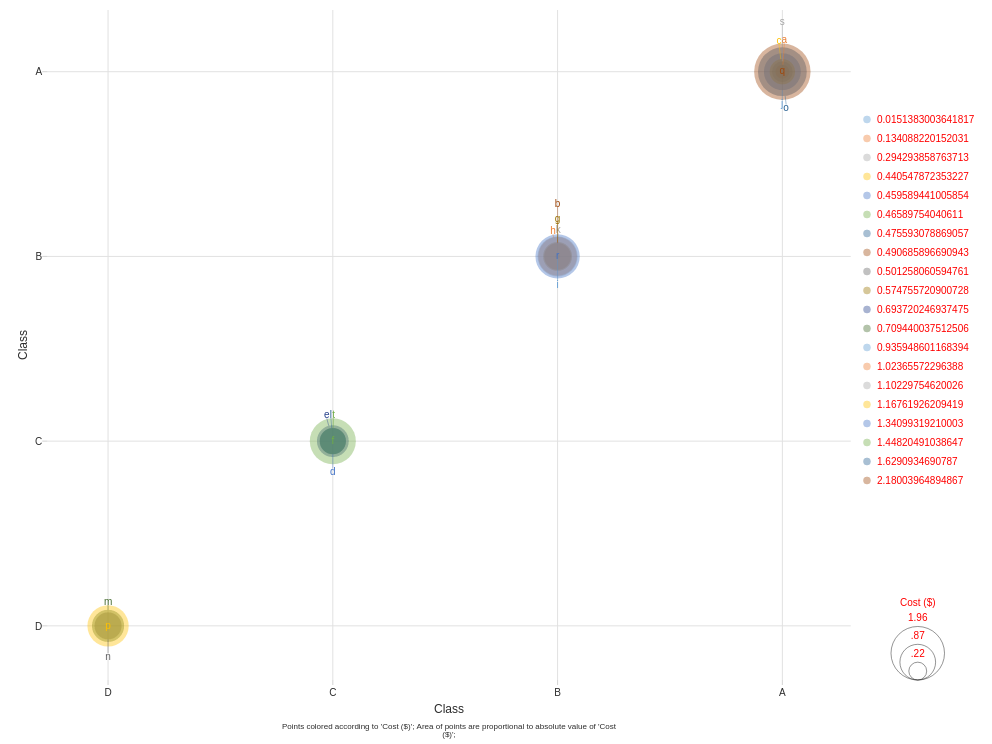 s
c a
A
q
j o
0.0151383003641817
0.134088220152031
0.294293858763713
0.440547872353227
0.459589441005854
0.46589754040611
0.475593078869057
0.490685896690943
0.501258060594761
0.574755720900728
0.693720246937475
0.709440037512506
0.935948601168394
1.02365572296388
1.10229754620026
1.16761926209419
1.34099319210003
1.44820491038647
1.6290934690787
2.18003964894867
b
g
h k
B
r
i
Class
e l t
C
f
d
Cost ($)
1.96
.87
.22
m
D
p
n
D
C
B
A
Class
Points colored according to 'Cost ($)'; Area of points are proportional to absolute value of 'Cost
($)';